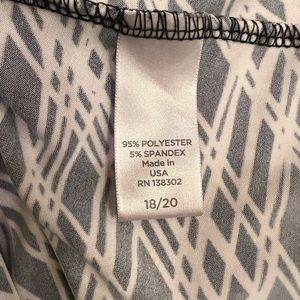 95% POLYESTER
5% SPANDEX
Made in
USA
RN 138302
18/20